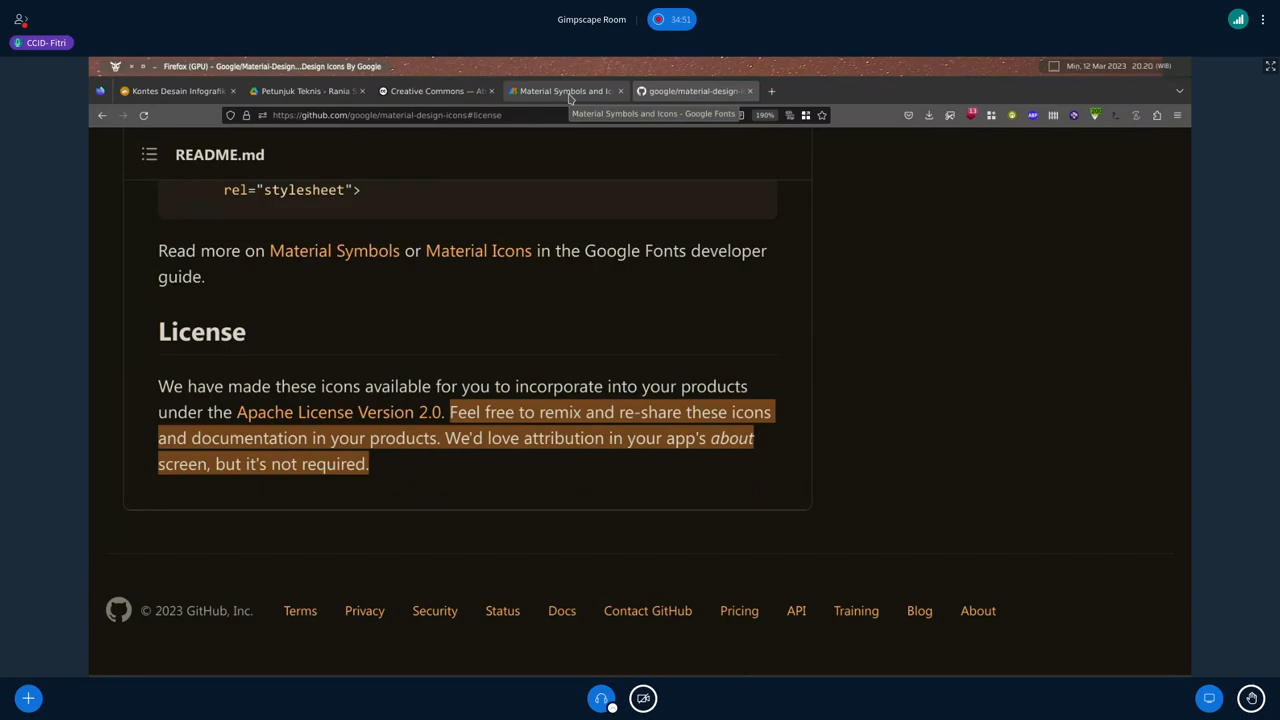 Gimpscape Room
34:51
CCID- Fitri
Firefox (GPU) – Google/Material-Design...Design Icons By Google
Min, 12 Mar 2023 20.20 (WIB)
Kontes Desain Infografik
Petunjuk Teknis - Rania S
Creative Commons — At
Material Symbols and Ic
google/material-design-i
https://github.com/google/material-design-icons#license
Material Symbols and Icons - Google Fonts
190%
13
ABP
200
README.md
rel="stylesheet">
Read more on Material Symbols or Material Icons in the Google Fonts developer
guide.
License
We have made these icons available for you to incorporate into your products
under the Apache License Version 2.0. Feel free to remix and re-share these icons
and documentation in your products. We'd love attribution in your app's about
screen, but it's not required.
© 2023 GitHub, Inc.
Terms
Privacy
Security
Status
Docs
Contact GitHub
Pricing
API
Training
Blog
About